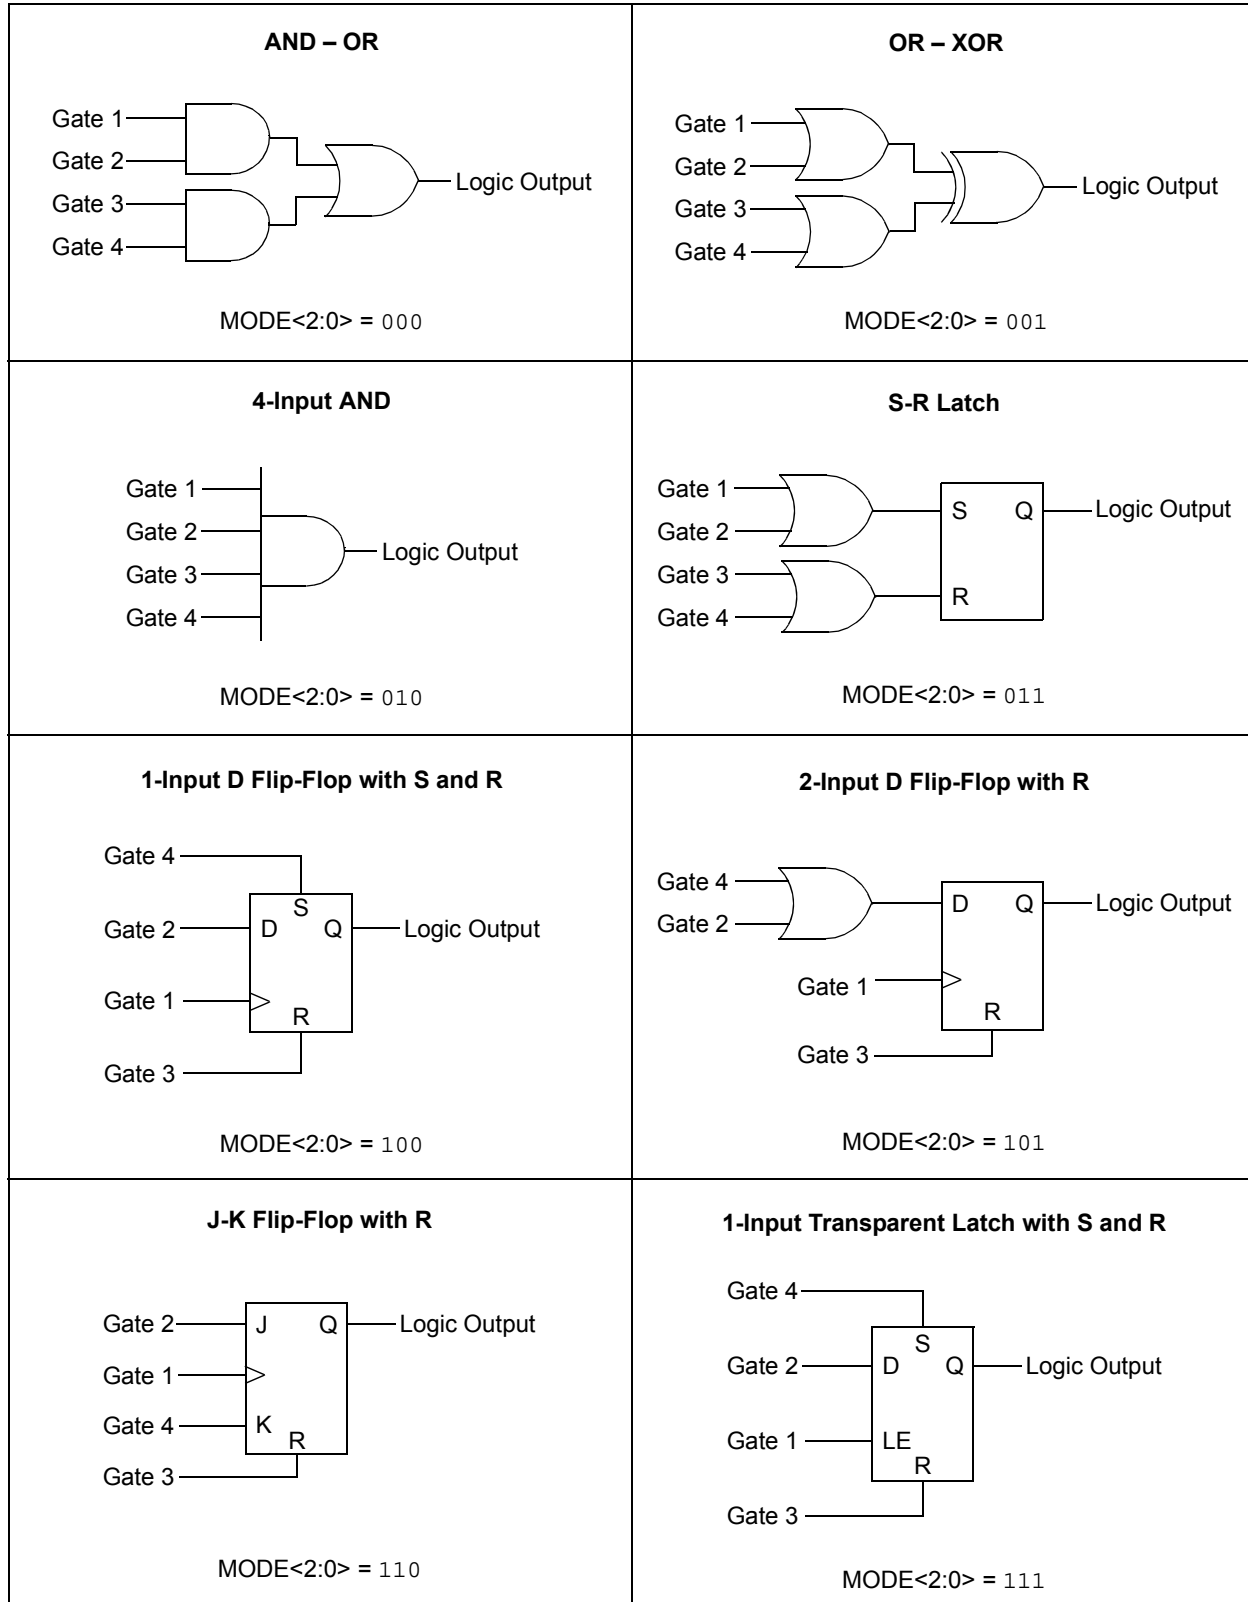 AND – OR
Gate 1
Gate 2
Gate 3
Gate 4
Logic Output
MODE<2:0> = 000
OR – XOR
Gate 1
Gate 2
Gate 3
Gate 4
Logic Output
MODE<2:0> = 001
4-Input AND
Gate 1
Gate 2
Gate 3
Gate 4
Logic Output
MODE<2:0> = 010
S-R Latch
Gate 1
Gate 2
Gate 3
Gate 4
S Q
R
Logic Output
MODE<2:0> = 011
1-Input D Flip-Flop with S and R
Gate 4
S
Gate 2
D Q
Logic Output
Gate 1
R
Gate 3
MODE<2:0> = 100
2-Input D Flip-Flop with R
Gate 4
Gate 2
D Q
Logic Output
Gate 1
R
Gate 3
MODE<2:0> = 101
J-K Flip-Flop with R
Gate 2
J Q
Logic Output
Gate 1
Gate 4
K
R
Gate 3
MODE<2:0> = 110
1-Input Transparent Latch with S and R
Gate 4
S
Gate 2
D Q
Logic Output
Gate 1
LE
R
Gate 3
MODE<2:0> = 111